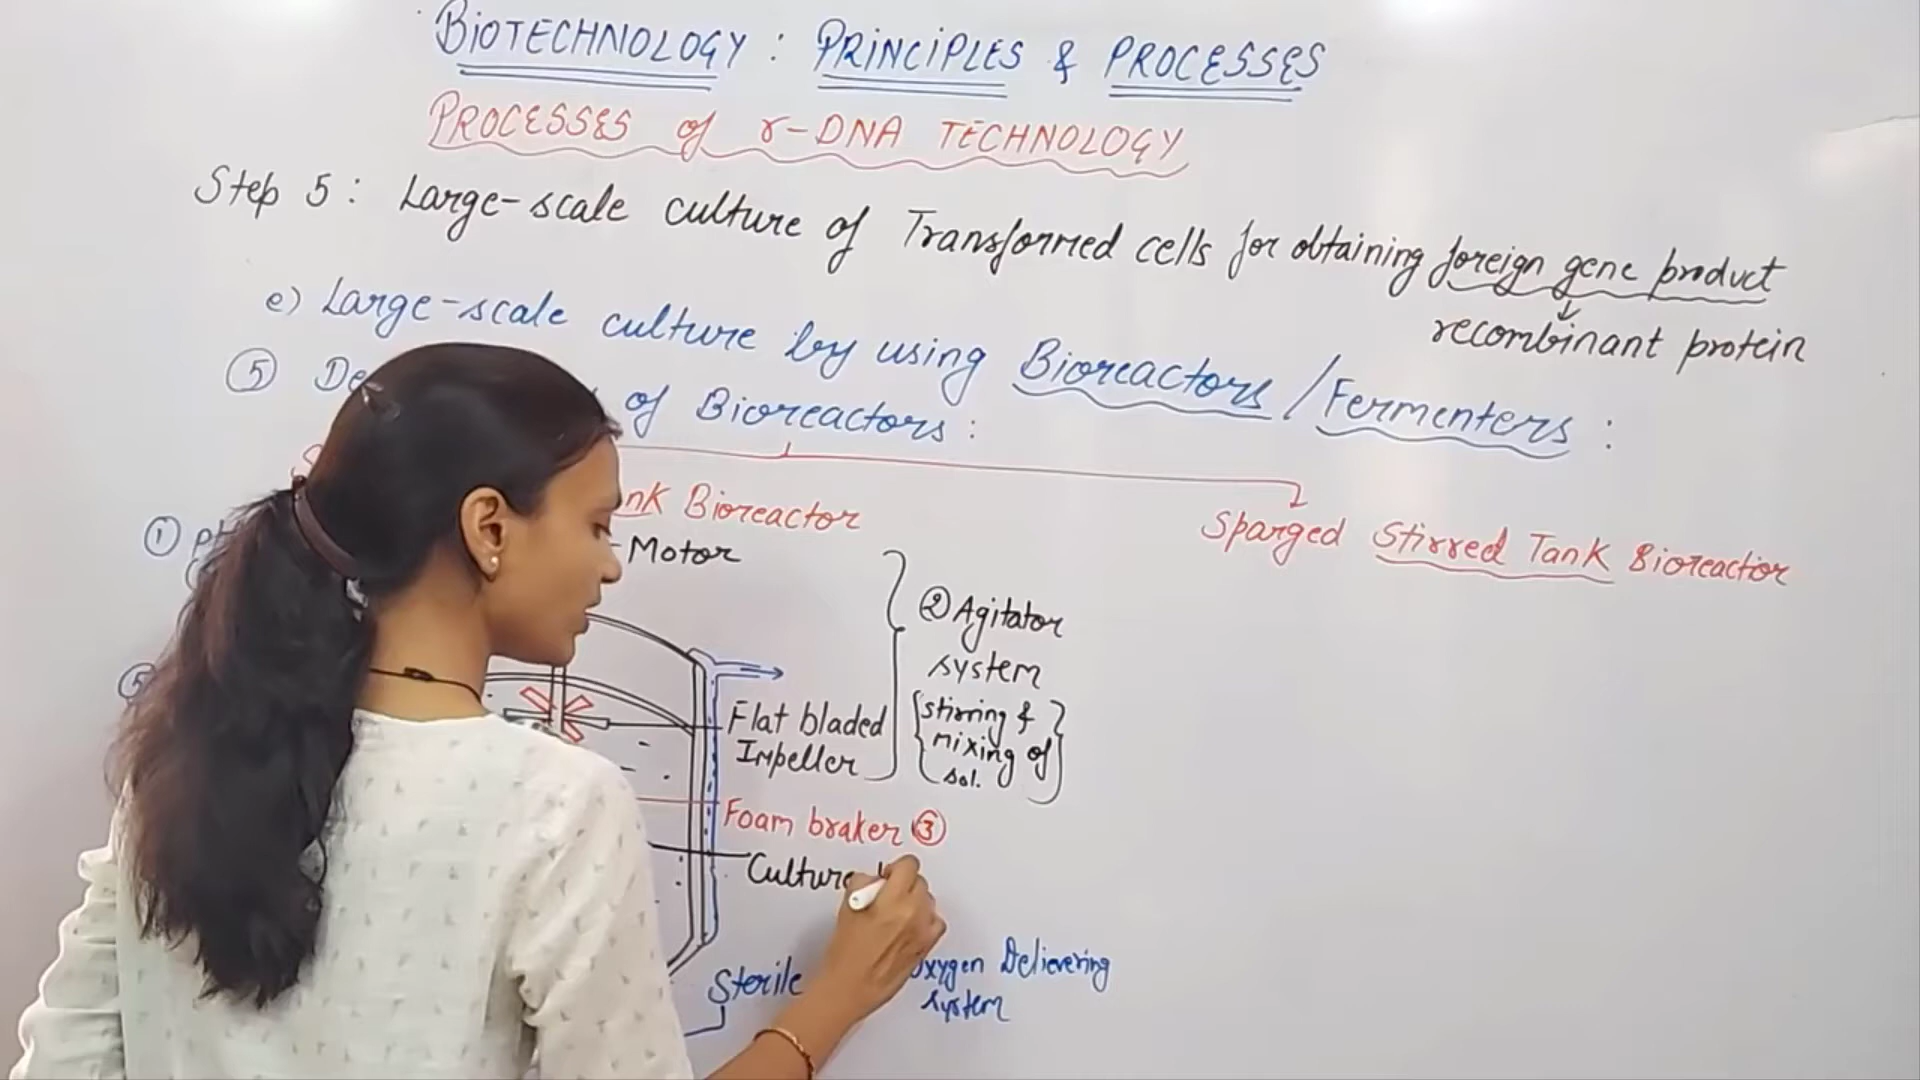 BIOTECHNOLOGY : PRINCIPLES & PROCESSES
PROCESSES of r-DNA TECHNOLOGY
Step 5 : Large-scale culture of Transformed cells for obtaining foreign gene product
recombinant protein
e) Large-scale culture by using Bioreactors / Fermenters :
⑤ of Bioreactors :
Bioreactor
Sparged Stirred Tank Bioreactior
①
Motor
② Agitator
system
{stirring &
mixing of
sol.}
Flat bladed
Impeller
Foam braker ③
Culture
Sterile
Oxygen Delievering
system